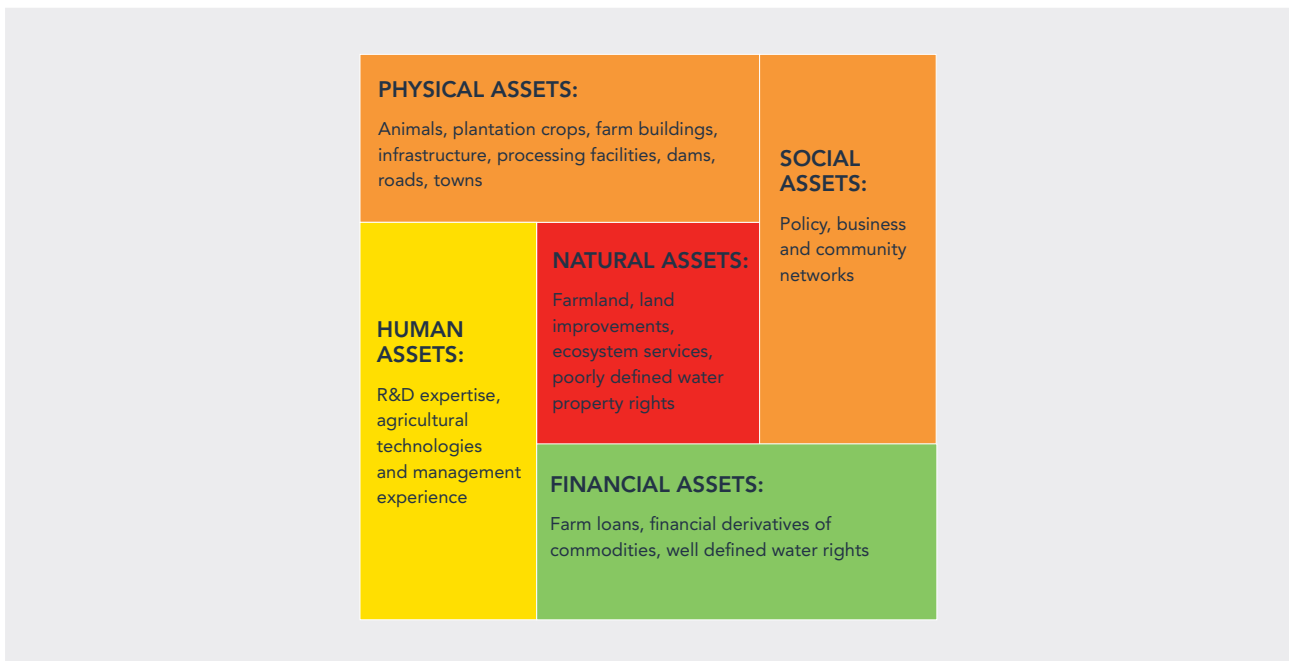 PHYSICAL ASSETS:
Animals, plantation crops, farm buildings,
infrastructure, processing facilities, dams,
roads, towns
SOCIAL
ASSETS:
Policy, business
and community
networks
HUMAN
ASSETS:
R&D expertise,
agricultural
technologies
and management
experience
NATURAL ASSETS:
Farmland, land
improvements,
ecosystem services,
poorly defined water
property rights
FINANCIAL ASSETS:
Farm loans, financial derivatives of
commodities, well defined water rights